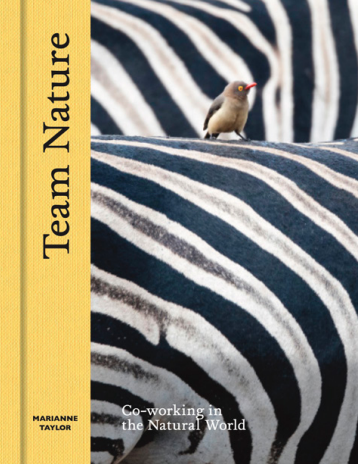 Team Nature
Co-working in
the Natural World
MARIANNE
TAYLOR